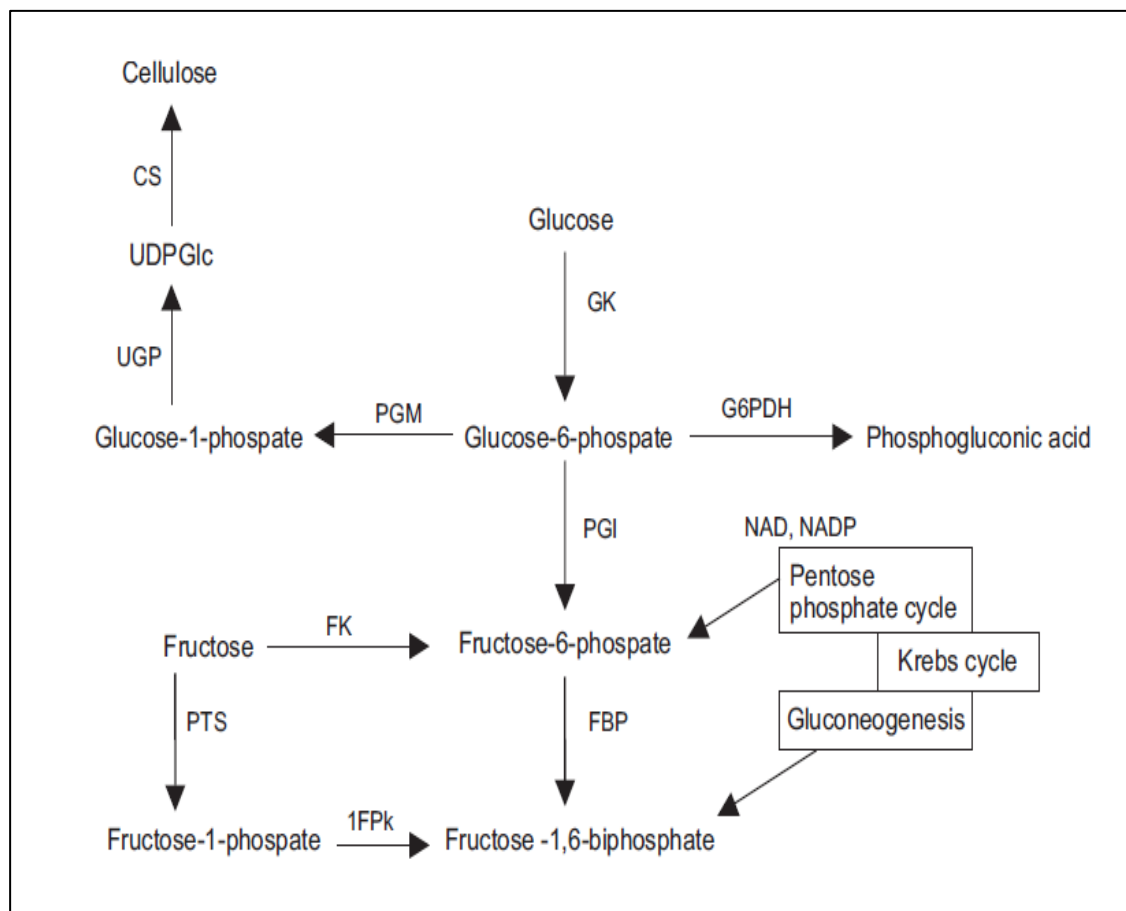 Cellulose
CS
UDPGlc
Glucose
GK
UGP
PGM
G6PDH
Glucose-1-phospate
Glucose-6-phospate
Phosphogluconic acid
PGI
NAD, NADP
Pentose
phosphate cycle
Fructose
FK
Fructose-6-phospate
Krebs cycle
PTS
FBP
Gluconeogenesis
1FPk
Fructose-1-phospate
Fructose -1,6-biphosphate